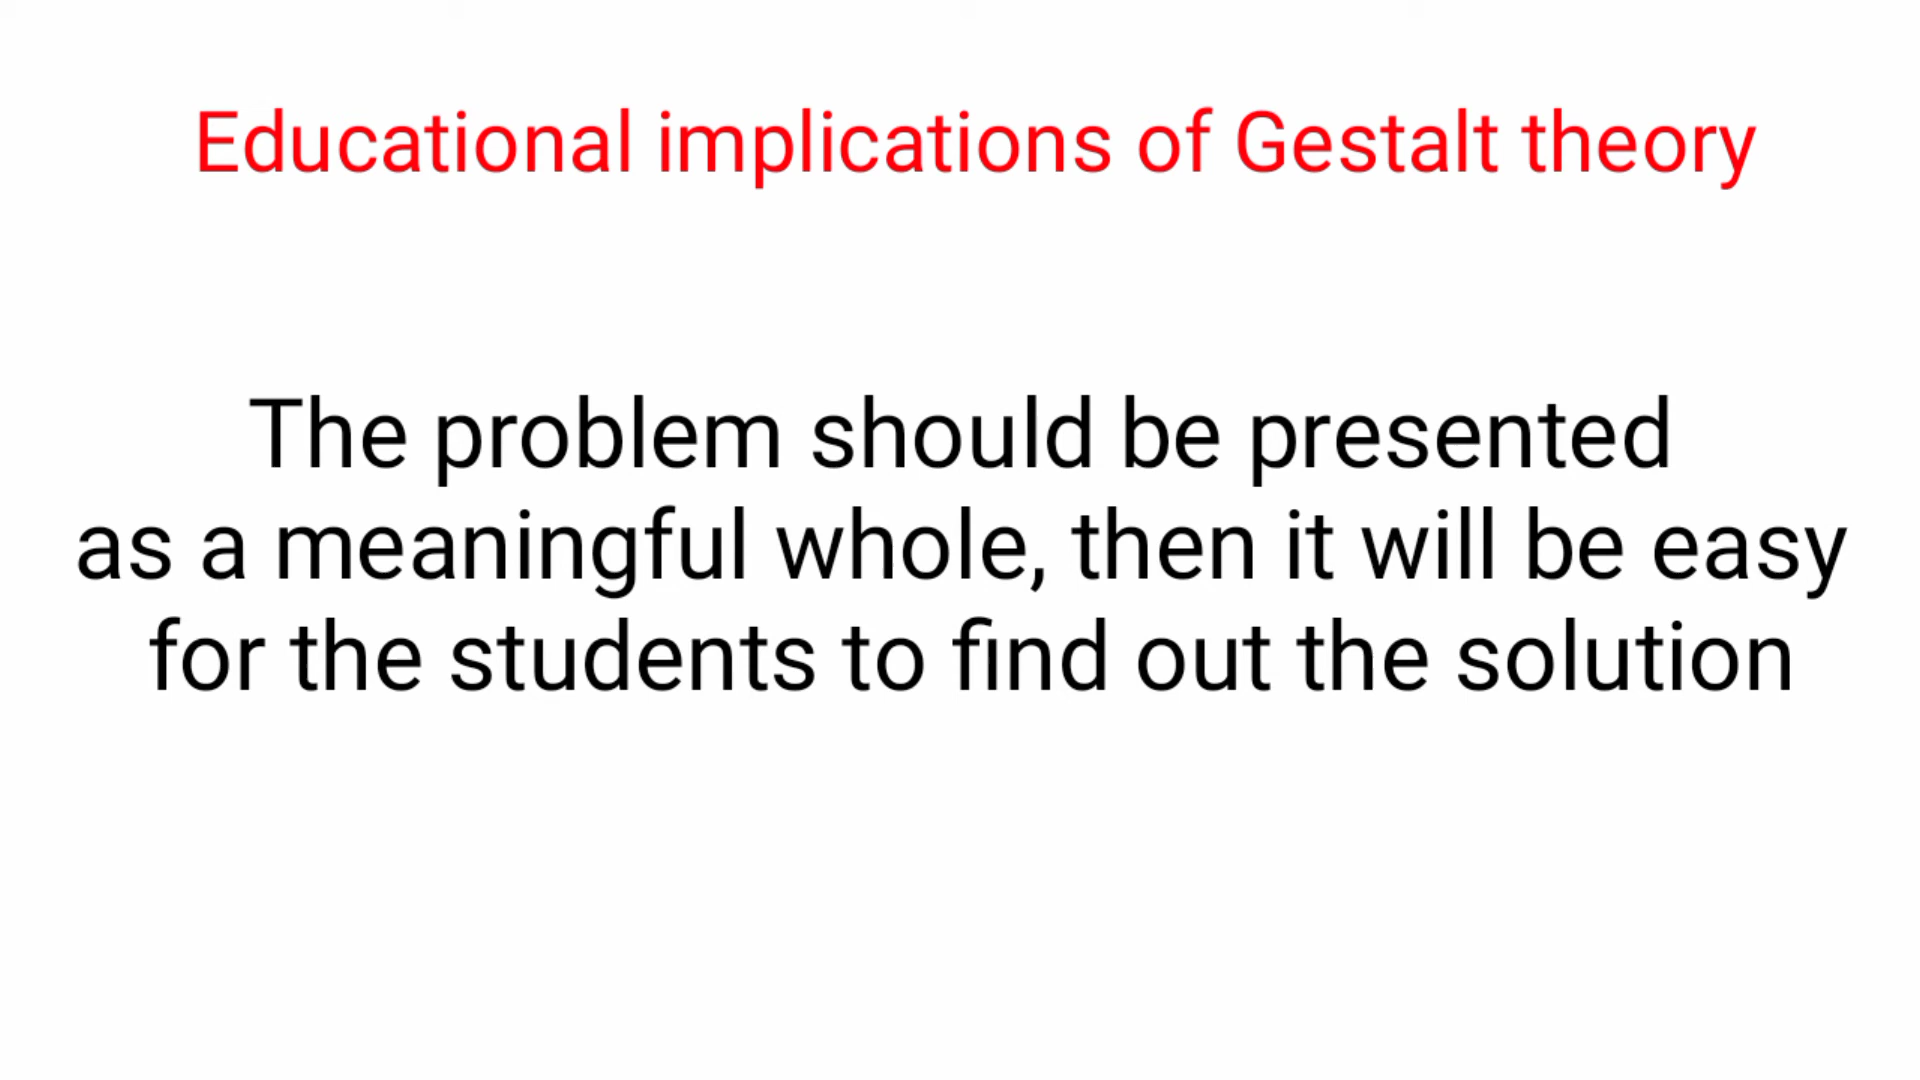 Educational implications of Gestalt theory
The problem should be presented
as a meaningful whole, then it will be easy
for the students to find out the solution